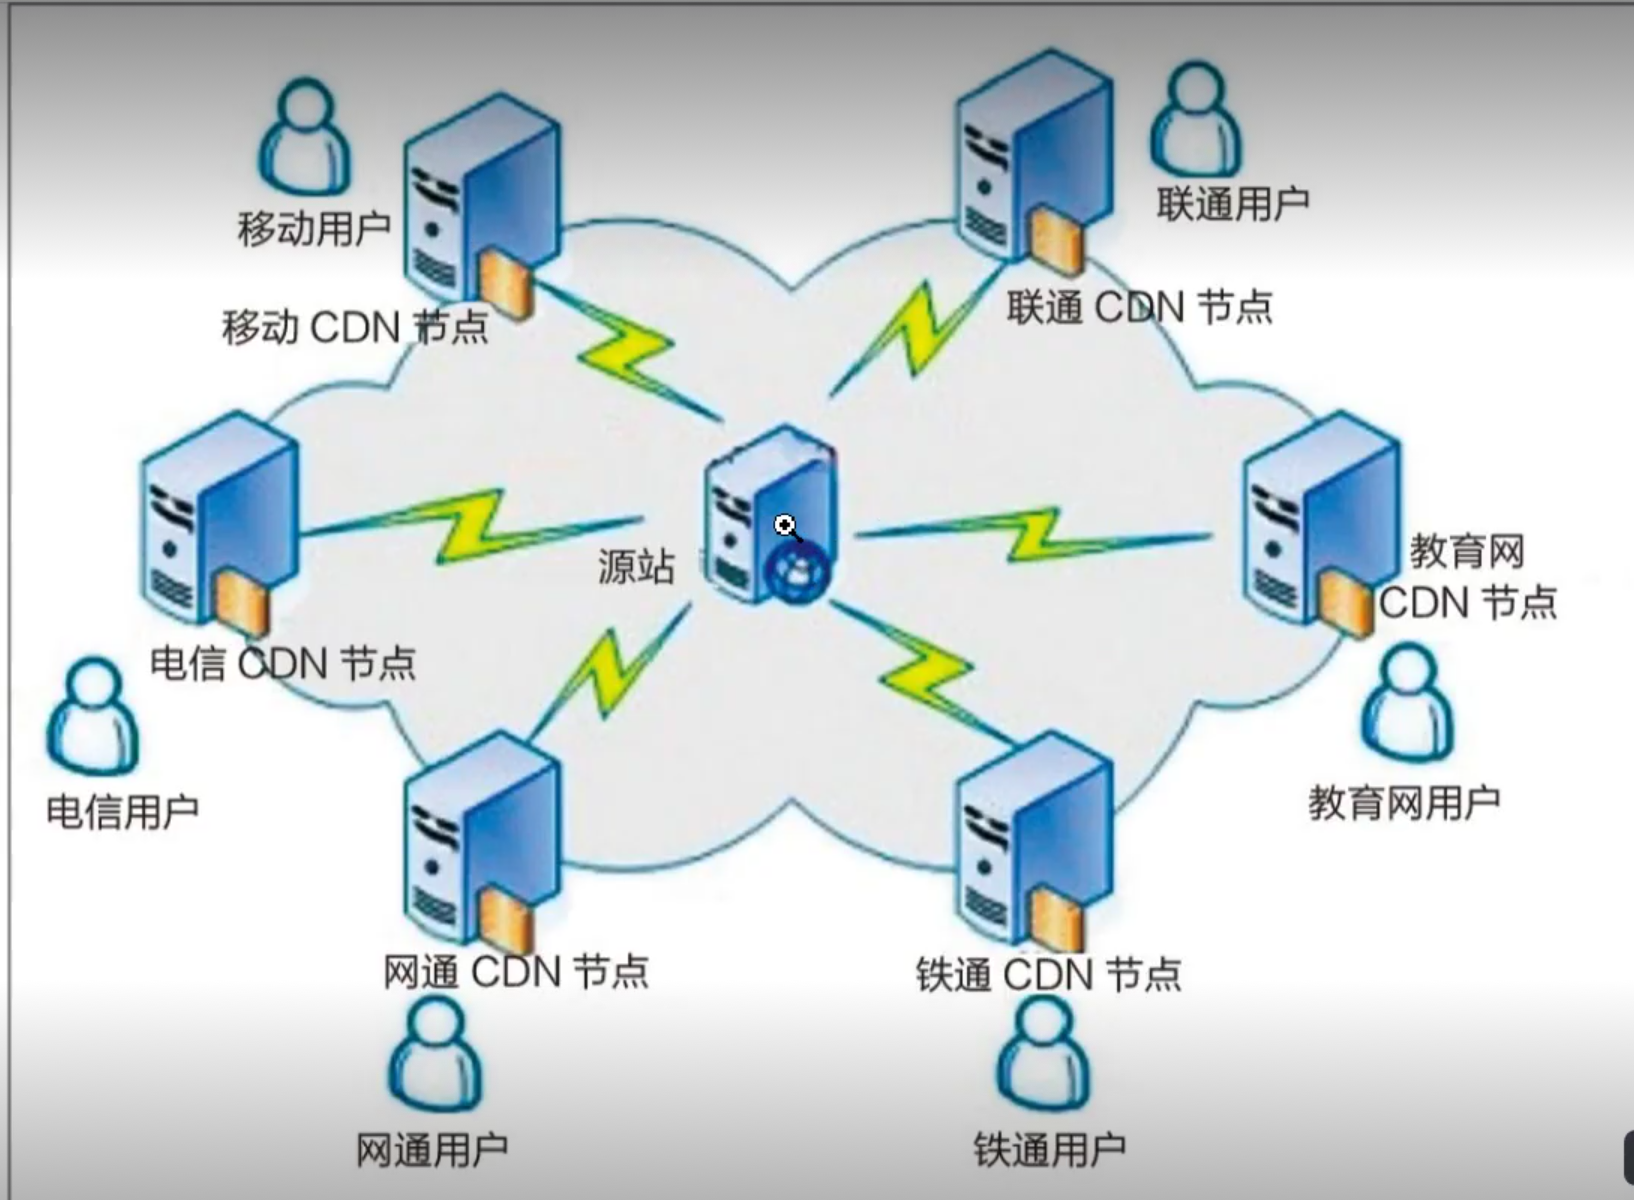 移动用户
联通用户
移动 CDN 节点
联通 CDN 节点
源站
教育网
CDN 节点
电信 CDN 节点
电信用户
教育网用户
网通 CDN 节点
铁通 CDN 节点
网通用户
铁通用户